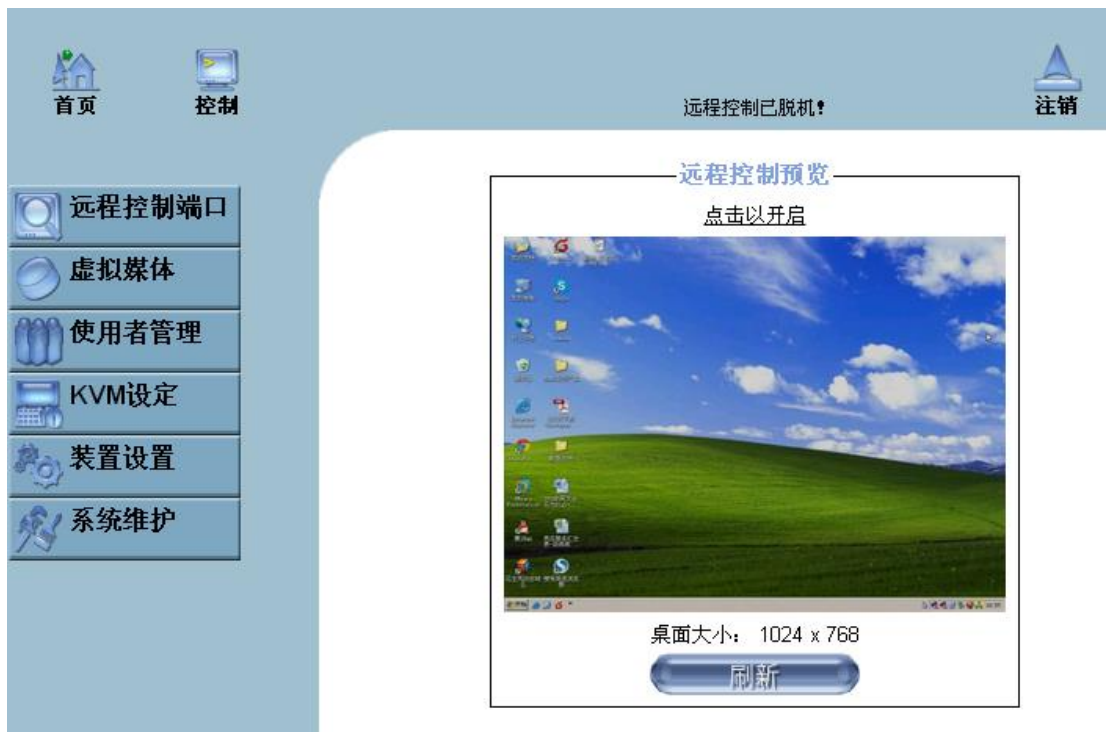 首页
控制
远程控制已脱机!
注销
远程控制端口
虚拟媒体
使用者管理
KVM设定
装置设置
系统维护
远程控制预览
点击以开启
桌面大小: 1024 x 768
刷新